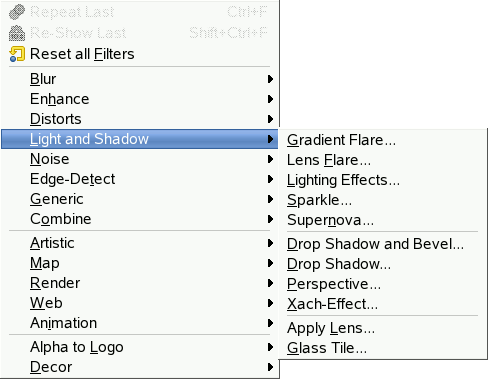 Repeat Last Ctrl+F
Re-Show Last Shift+Ctrl+F
Reset all Filters
Blur
Enhance
Distorts
Light and Shadow
Noise
Edge-Detect
Generic
Combine
Artistic
Map
Render
Web
Animation
Alpha to Logo
Decor
Gradient Flare...
Lens Flare...
Lighting Effects...
Sparkle...
Supernova...
Drop Shadow and Bevel...
Drop Shadow...
Perspective...
Xach-Effect...
Apply Lens...
Glass Tile...